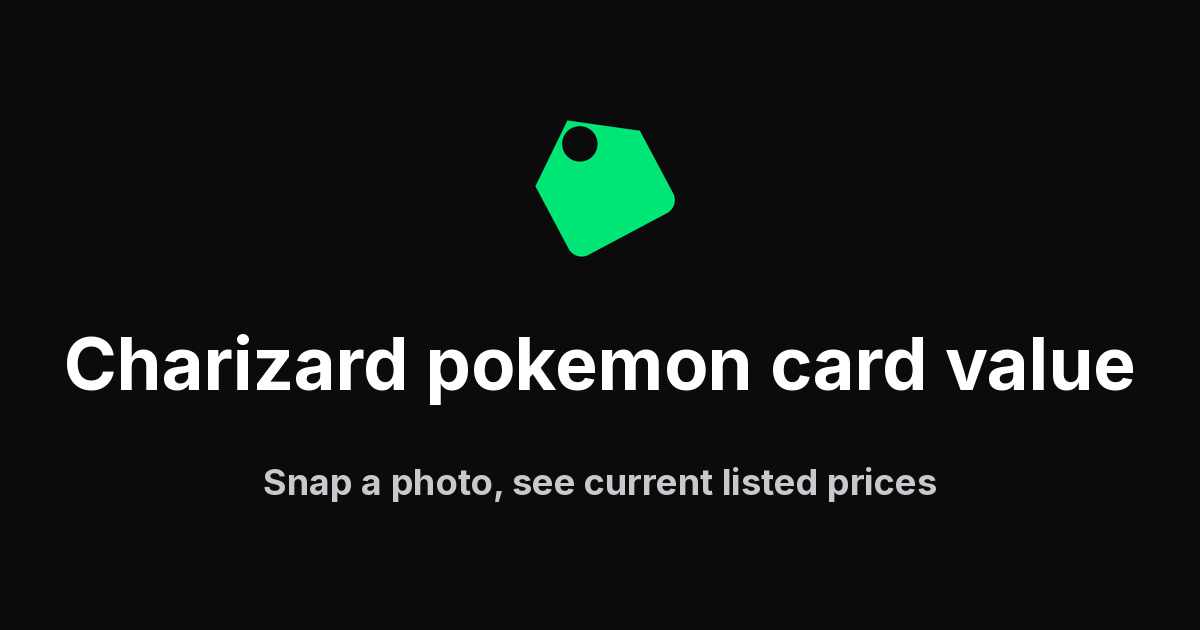 Charizard pokemon card value
Snap a photo, see current listed prices